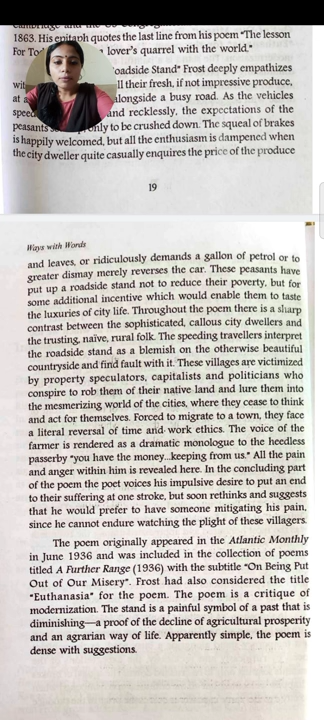 1863. His epitaph quotes the last line from his poem "The lesson
For To lover's quarrel with the world."
oadside Stand" Frost deeply empathizes
wit ll their fresh, if not impressive produce,
at a alongside a busy road. As the vehicles
speed and recklessly, the expectations of the
peasants only to be crushed down. The squeal of brakes
is happily welcomed, but all the enthusiasm is dampened when
the city dweller quite casually enquires the price of the produce
19
Ways with Words
and leaves, or ridiculously demands a gallon of petrol or to
greater dismay merely reverses the car. These peasants have
put up a roadside stand not to reduce their poverty, but for
some additional incentive which would enable them to taste
the luxuries of city life. Throughout the poem there is a sharp
contrast between the sophisticated, callous city dwellers and
the trusting, naïve, rural folk. The speeding travellers interpret
the roadside stand as a blemish on the otherwise beautiful
countryside and find fault with it. These villages are victimized
by property speculators, capitalists and politicians who
conspire to rob them of their native land and lure them into
the mesmerizing world of the cities, where they cease to think
and act for themselves. Forced to migrate to a town, they face
a literal reversal of time and work ethics. The voice of the
farmer is rendered as a dramatic monologue to the heedless
passerby "you have the money...keeping from us." All the pain
and anger within him is revealed here. In the concluding part
of the poem the poet voices his impulsive desire to put an end
to their suffering at one stroke, but soon rethinks and suggests
that he would prefer to have someone mitigating his pain,
since he cannot endure watching the plight of these villagers.
The poem originally appeared in the Atlantic Monthly
in June 1936 and was included in the collection of poems
titled A Further Range (1936) with the subtitle "On Being Put
Out of Our Misery". Frost had also considered the title
"Euthanasia" for the poem. The poem is a critique of
modernization. The stand is a painful symbol of a past that is
diminishing—a proof of the decline of agricultural prosperity
and an agrarian way of life. Apparently simple, the poem is
dense with suggestions.